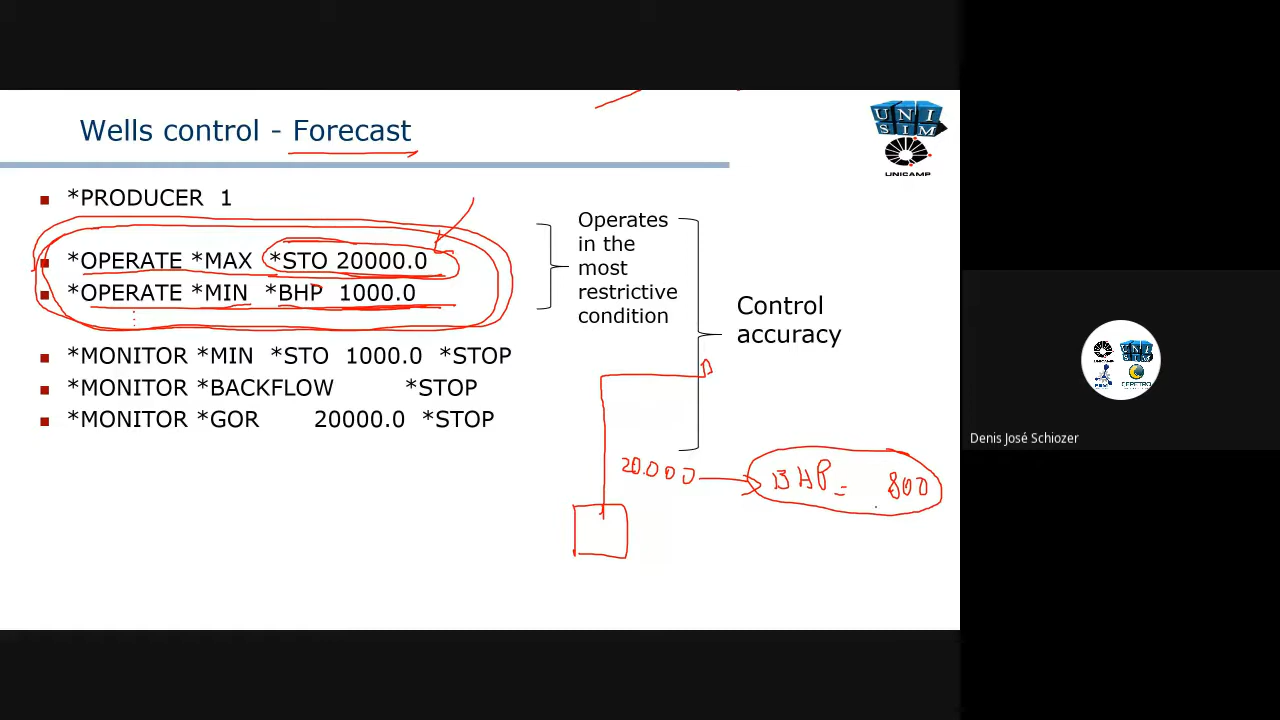 Wells control - Forecast
UNI
SIM
UNICAMP
*PRODUCER 1
*OPERATE *MAX *STO 20000.0
*OPERATE *MIN *BHP 1000.0
*MONITOR *MIN *STO 1000.0 *STOP
*MONITOR *BACKFLOW *STOP
*MONITOR *GOR 20000.0 *STOP
Operates
in the
most
restrictive
condition
Control
accuracy
20.000
BHP = 800
Denis José Schiozer